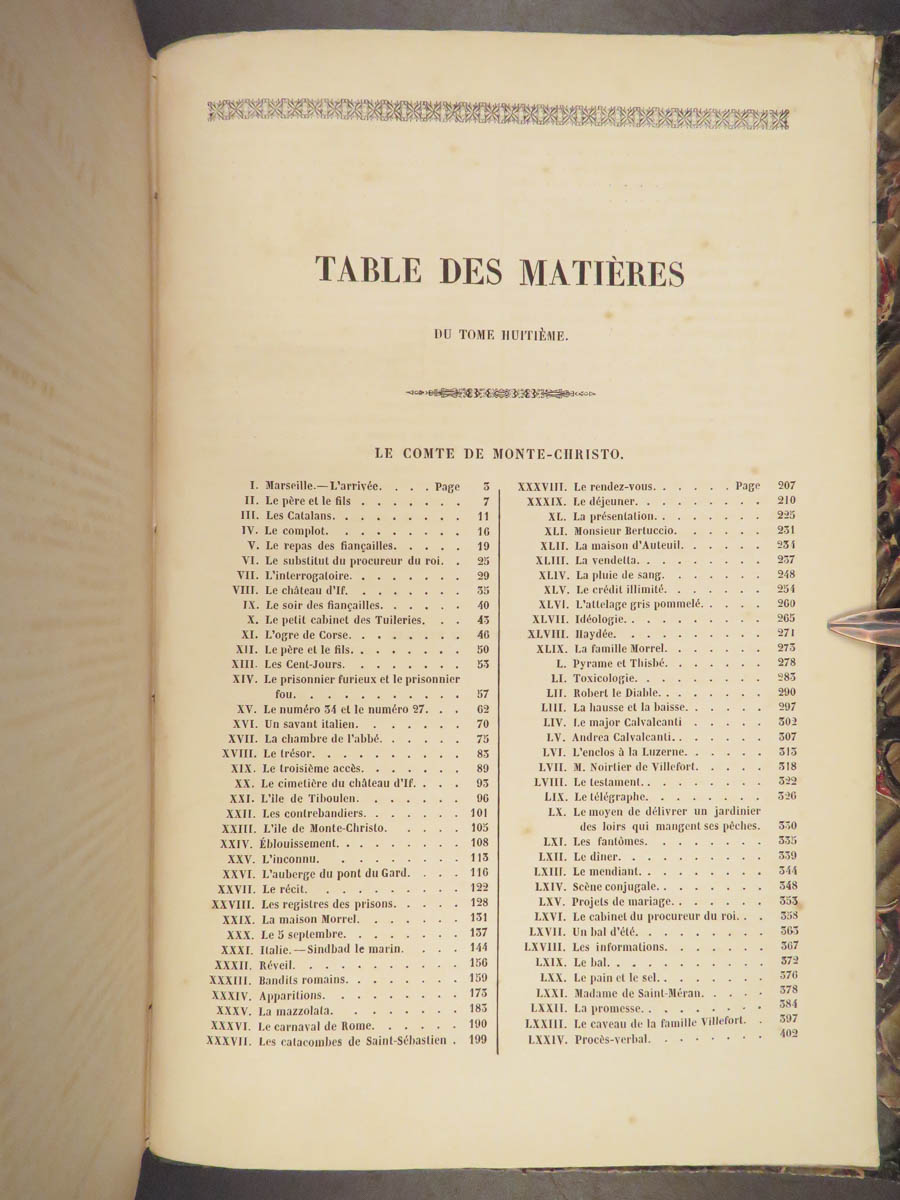 TABLE DES MATIÈRES
DU TOME HUITIÈME.
LE COMTE DE MONTE-CHRISTO.
I. Marseille.—L'arrivée. . . . Page 3
II. Le père et le fils . . . . . . . 7
III. Les Catalans. . . . . . . . . 11
IV. Le complot. . . . . . . . . 16
V. Le repas des fiançailles. . . . . 19
VI. Le substitut du procureur du roi. . 25
VII. L'interrogatoire. . . . . . . . 29
VIII. Le château d'If. . . . . . . . 35
IX. Le soir des fiançailles. . . . . . 40
X. Le petit cabinet des Tuileries. . . 43
XI. L'ogre de Corse. . . . . . . . 46
XII. Le père et le fils. . . . . . . . 50
XIII. Les Cent-Jours. . . . . . . . 53
XIV. Le prisonnier furieux et le prisonnier
fou. . . . . . . . . . . 57
XV. Le numéro 34 et le numéro 27. . . 62
XVI. Un savant italien. . . . . . . 70
XVII. La chambre de l'abbé. . . . . . 75
XVIII. Le trésor. . . . . . . . . . 83
XIX. Le troisième accès. . . . . . . 89
XX. Le cimetière du château d'If. . . . 93
XXI. L'île de Tiboulen. . . . . . . 96
XXII. Les contrebandiers. . . . . . . 101
XXIII. L'île de Monte-Christo. . . . . 105
XXIV. Éblouissement. . . . . . . . . 108
XXV. L'inconnu. . . . . . . . . 113
XXVI. L'auberge du pont du Gard. . . . 116
XXVII. Le récit. . . . . . . . . . 122
XXVIII. Les registres des prisons. . . . . 128
XXIX. La maison Morrel. . . . . . . 131
XXX. Le 5 septembre. . . . . . . . 137
XXXI. Italie.—Sindbad le marin. . . . 144
XXXII. Réveil. . . . . . . . . . . 156
XXXIII. Bandits romains. . . . . . . . 159
XXXIV. Apparitions. . . . . . . . . 173
XXXV. La mazzolata. . . . . . . . 183
XXXVI. Le carnaval de Rome. . . . . . 190
XXXVII. Les catacombes de Saint-Sébastien . 199
XXXVIII. Le rendez-vous. . . . . . Page 207
XXXIX. Le déjeuner. . . . . . . . . 210
XL. La présentation. . . . . . . . 225
XLI. Monsieur Bertuccio. . . . . . . 231
XLII. La maison d'Auteuil. . . . . . 234
XLIII. La vendetta. . . . . . . . . 237
XLIV. La pluie de sang. . . . . . . . 248
XLV. Le crédit illimité. . . . . . . . 254
XLVI. L'attelage gris pommelé. . . . . 260
XLVII. Idéologie. . . . . . . . . . 265
XLVIII. Haydée. . . . . . . . . . 271
XLIX. La famille Morrel. . . . . . . 273
L. Pyrame et Thisbé. . . . . . . 278
LI. Toxicologie. . . . . . . . . 283
LII. Robert le Diable. . . . . . . . 290
LIII. La hausse et la baisse. . . . . . 297
LIV. Le major Calvalcanti . . . . . 302
LV. Andrea Calvalcanti. . . . . . . 307
LVI. L'enclos à la Luzerne. . . . . . 313
LVII. M. Noirtier de Villefort. . . . . 318
LVIII. Le testament. . . . . . . . . 322
LIX. Le télégraphe. . . . . . . . 326
LX. Le moyen de délivrer un jardinier
des loirs qui mangent ses pêches. 330
LXI. Les fantômes. . . . . . . . 335
LXII. Le dîner. . . . . . . . . . 339
LXIII. Le mendiant. . . . . . . . . 344
LXIV. Scène conjugale. . . . . . . . 348
LXV. Projets de mariage. . . . . . . 353
LXVI. Le cabinet du procureur du roi. . . 358
LXVII. Un bal d'été. . . . . . . . . 363
LXVIII. Les informations. . . . . . . 367
LXIX. Le bal. . . . . . . . . . . 372
LXX. Le pain et le sel. . . . . . . . 376
LXXI. Madame de Saint-Méran. . . . . 378
LXXII. La promesse. . . . . . . . . 384
LXXIII. Le caveau de la famille Villefort. . 397
LXXIV. Procès-verbal. . . . . . . . 402